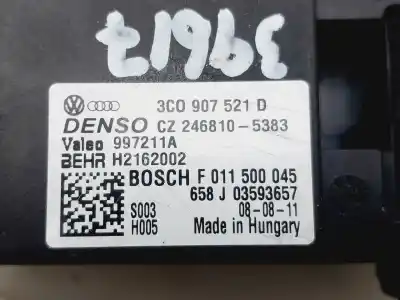 39617
3C0 907 521 D
DENSO CZ 246810-5383
Valeo 997211A
BEHR H2162002
BOSCH F 011 500 045
658 J 03593657
S003 08-08-11
H005 Made in Hungary